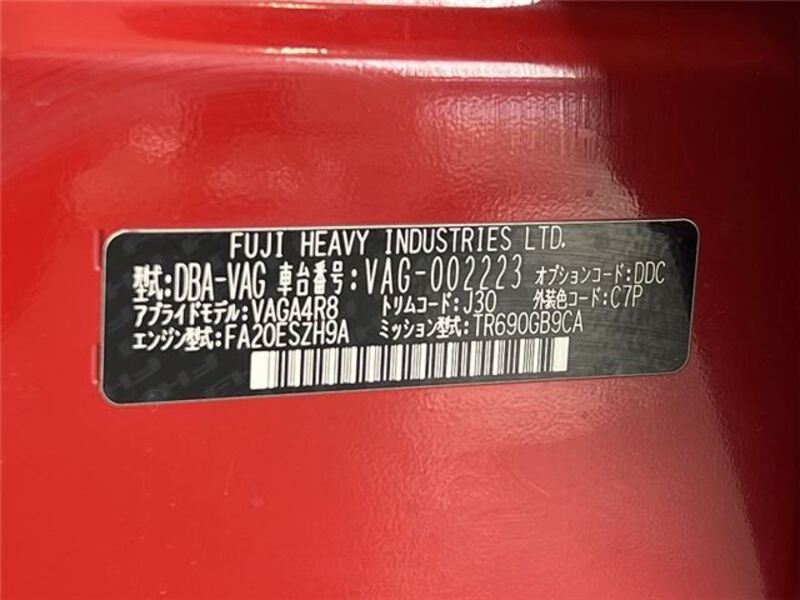 FUJI HEAVY INDUSTRIES LTD.
型式:DBA-VAG 車台番号:VAG-002223 オプションコード:DDC
アプライドモデル:VAGA4R8 トリムコード:J30 外装色コード:C7P
エンジン型式:FA20ESZH9A ミッション型式:TR690GB9CA